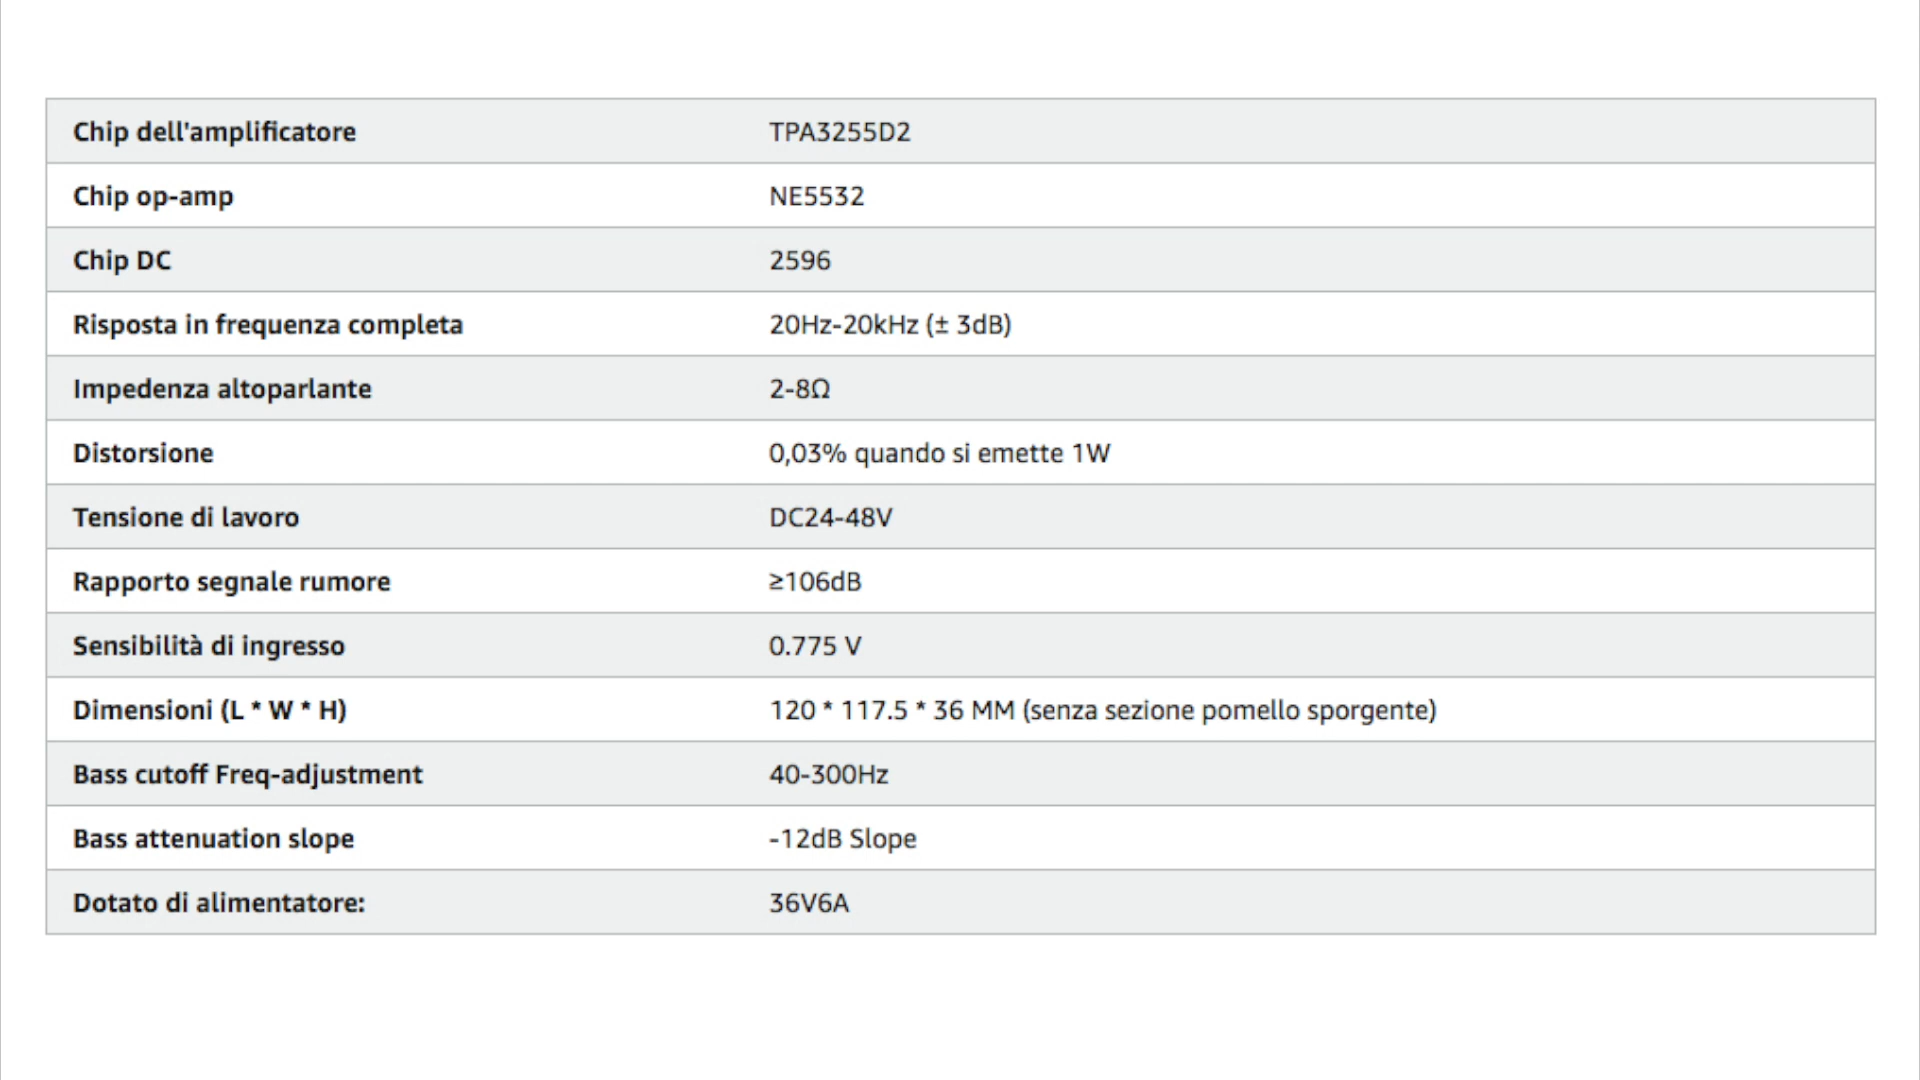 Chip dell'amplificatore TPA3255D2
Chip op-amp NE5532
Chip DC 2596
Risposta in frequenza completa 20Hz-20kHz (± 3dB)
Impedenza altoparlante 2-8Ω
Distorsione 0,03% quando si emette 1W
Tensione di lavoro DC24-48V
Rapporto segnale rumore ≥106dB
Sensibilità di ingresso 0.775 V
Dimensioni (L * W * H) 120 * 117.5 * 36 MM (senza sezione pomello sporgente)
Bass cutoff Freq-adjustment 40-300Hz
Bass attenuation slope -12dB Slope
Dotato di alimentatore: 36V6A